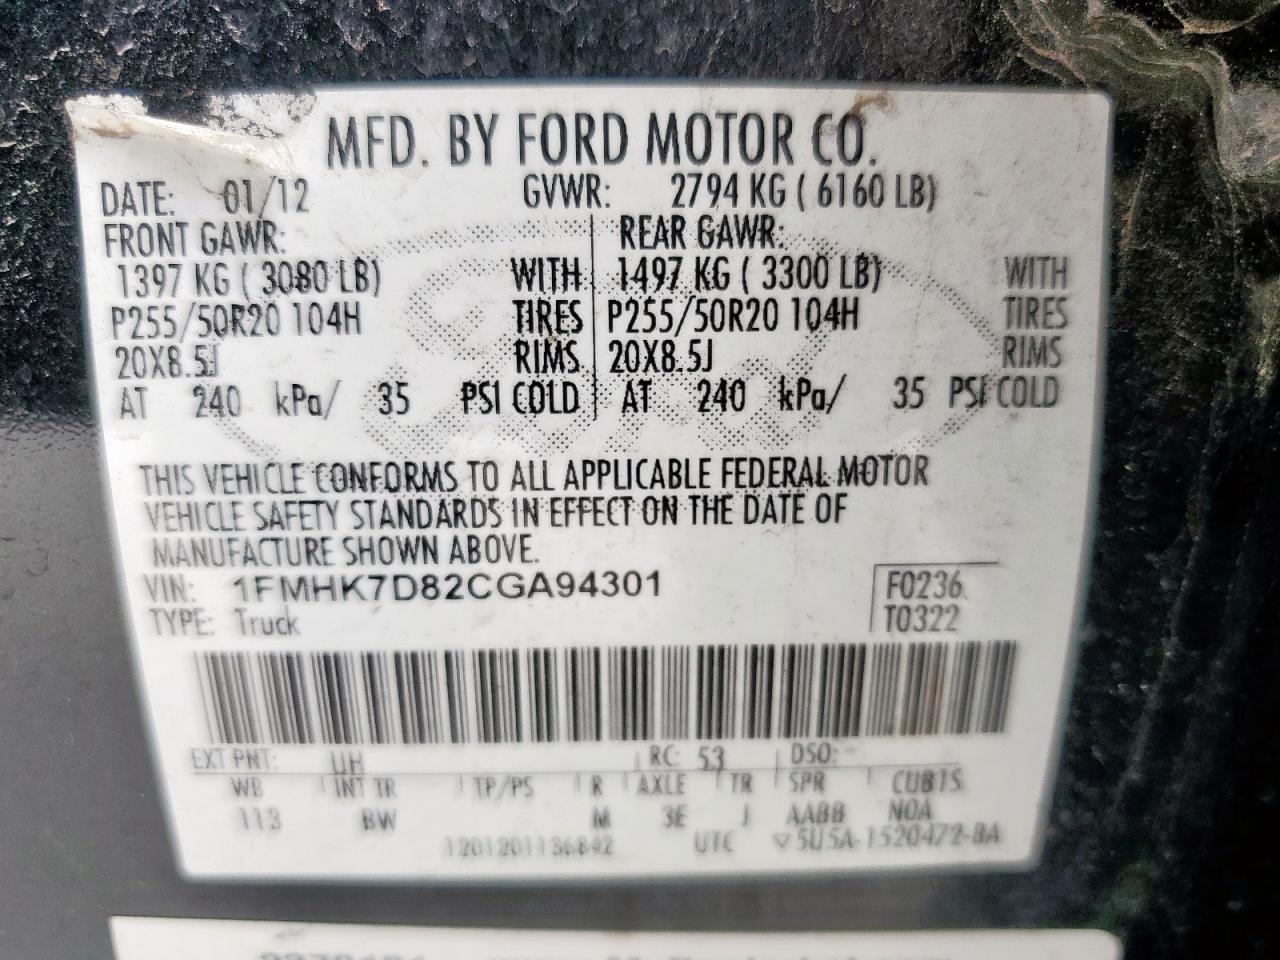 MFD. BY FORD MOTOR CO.
DATE: 01/12 GVWR: 2794 KG ( 6160 LB)
FRONT GAWR: REAR GAWR:
1397 KG ( 3080 LB) WITH 1497 KG ( 3300 LB) WITH
P255/50R20 104H TIRES P255/50R20 104H TIRES
20X8.5J RIMS 20X8.5J RIMS
AT 240 kPa/ 35 PSI COLD AT 240 kPa/ 35 PSI COLD
THIS VEHICLE CONFORMS TO ALL APPLICABLE FEDERAL MOTOR
VEHICLE SAFETY STANDARDS IN EFFECT ON THE DATE OF
MANUFACTURE SHOWN ABOVE.
VIN: 1FMHK7D82CGA94301 F0236
TYPE: Truck T0322
EXT PNT: UH RC: 53 DSO:
WB INT TR TP/PS R AXLE TR SPR CUBIS
113 BW M 3E J AABB NOA
1201201136842 UTC ▽5U5A-1520472-BA